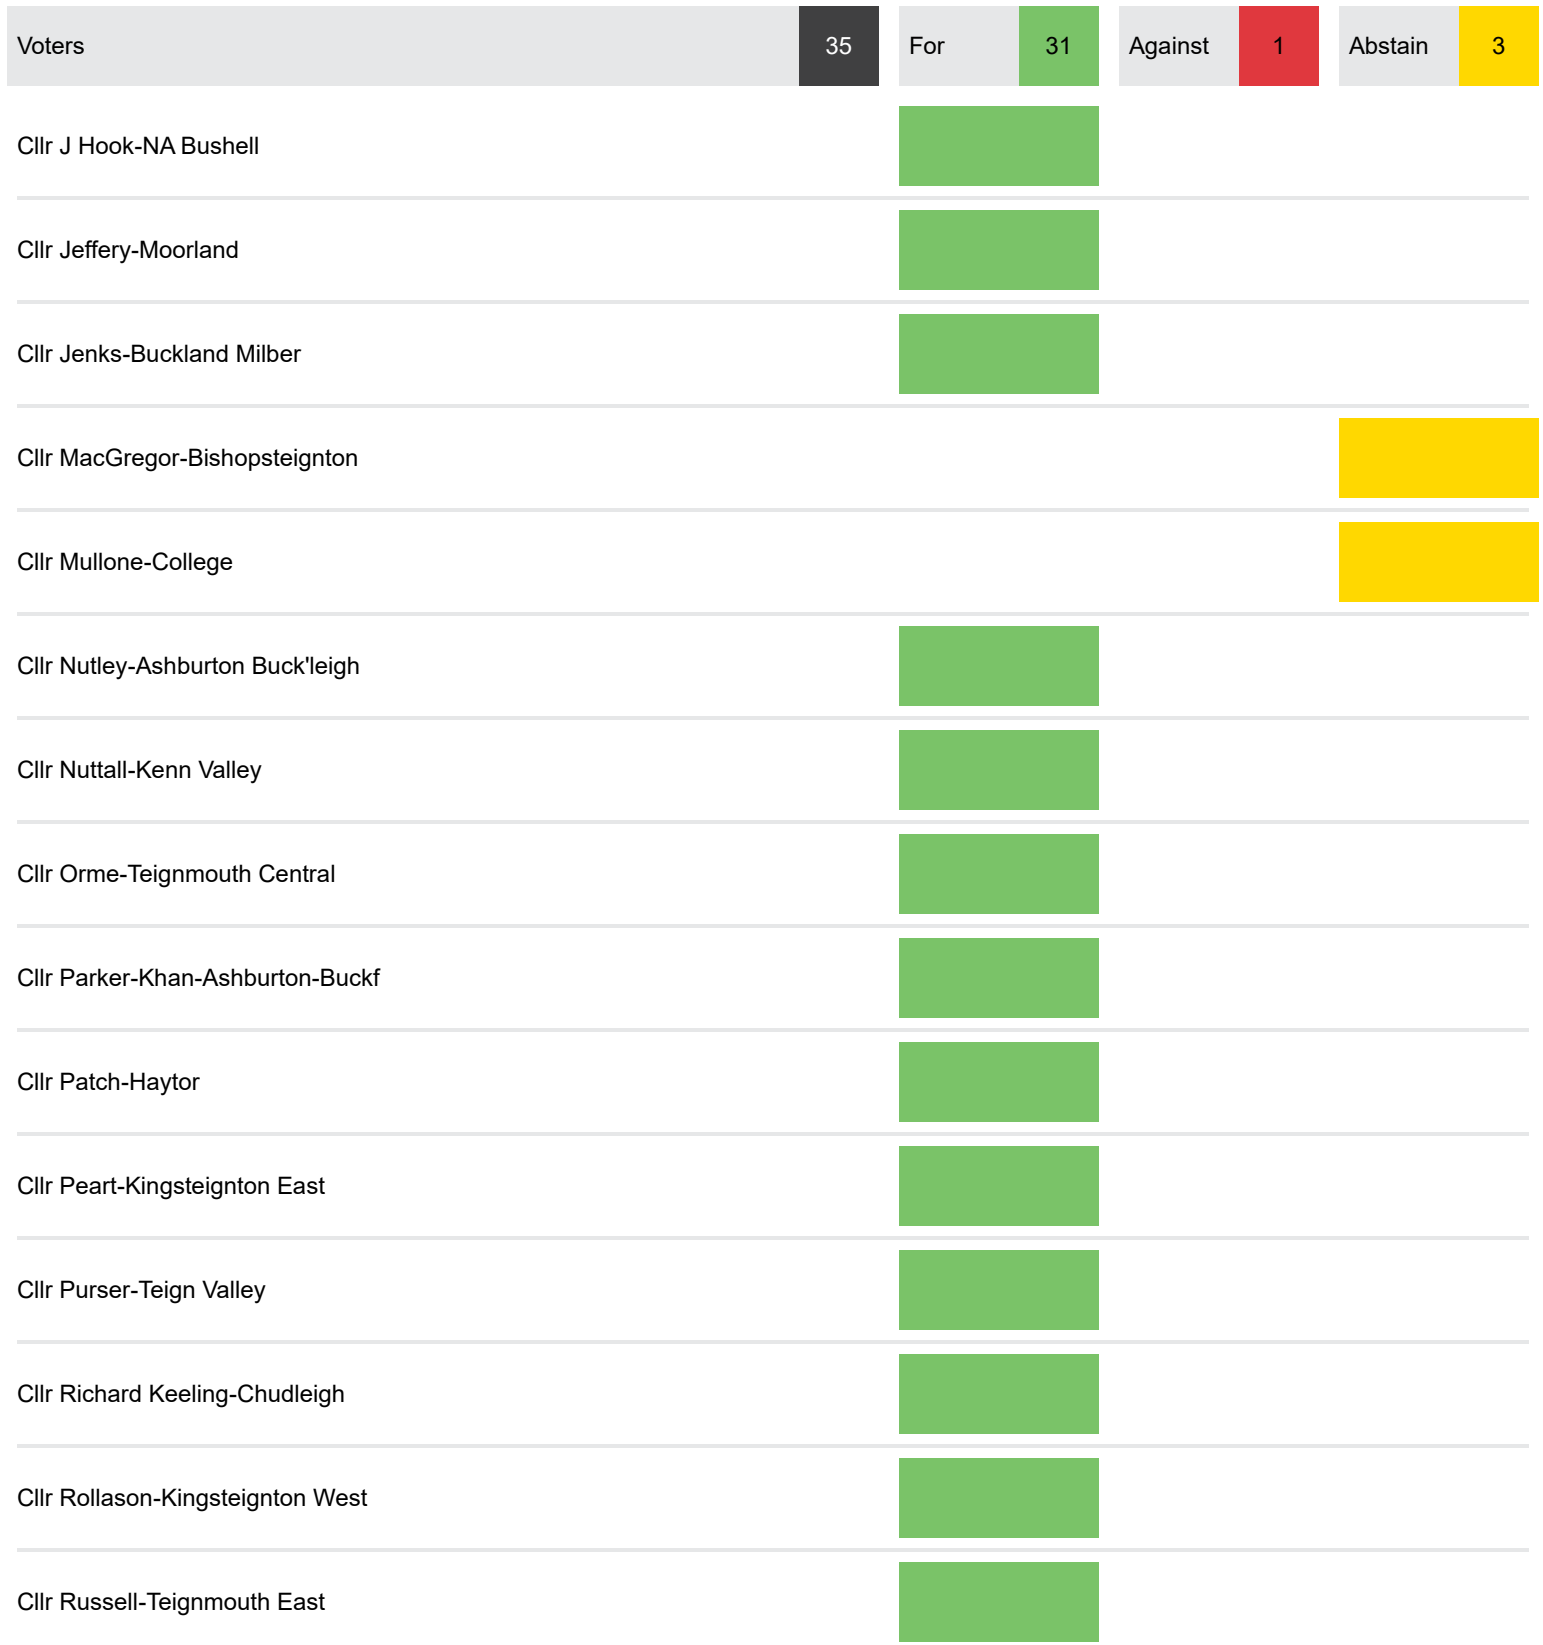 Voters 35 For 31 Against 1 Abstain 3
Cllr J Hook-NA Bushell
Cllr Jeffery-Moorland
Cllr Jenks-Buckland Milber
Cllr MacGregor-Bishopsteignton
Cllr Mullone-College
Cllr Nutley-Ashburton Buck'leigh
Cllr Nuttall-Kenn Valley
Cllr Orme-Teignmouth Central
Cllr Parker-Khan-Ashburton-Buckf
Cllr Patch-Haytor
Cllr Peart-Kingsteignton East
Cllr Purser-Teign Valley
Cllr Richard Keeling-Chudleigh
Cllr Rollason-Kingsteignton West
Cllr Russell-Teignmouth East